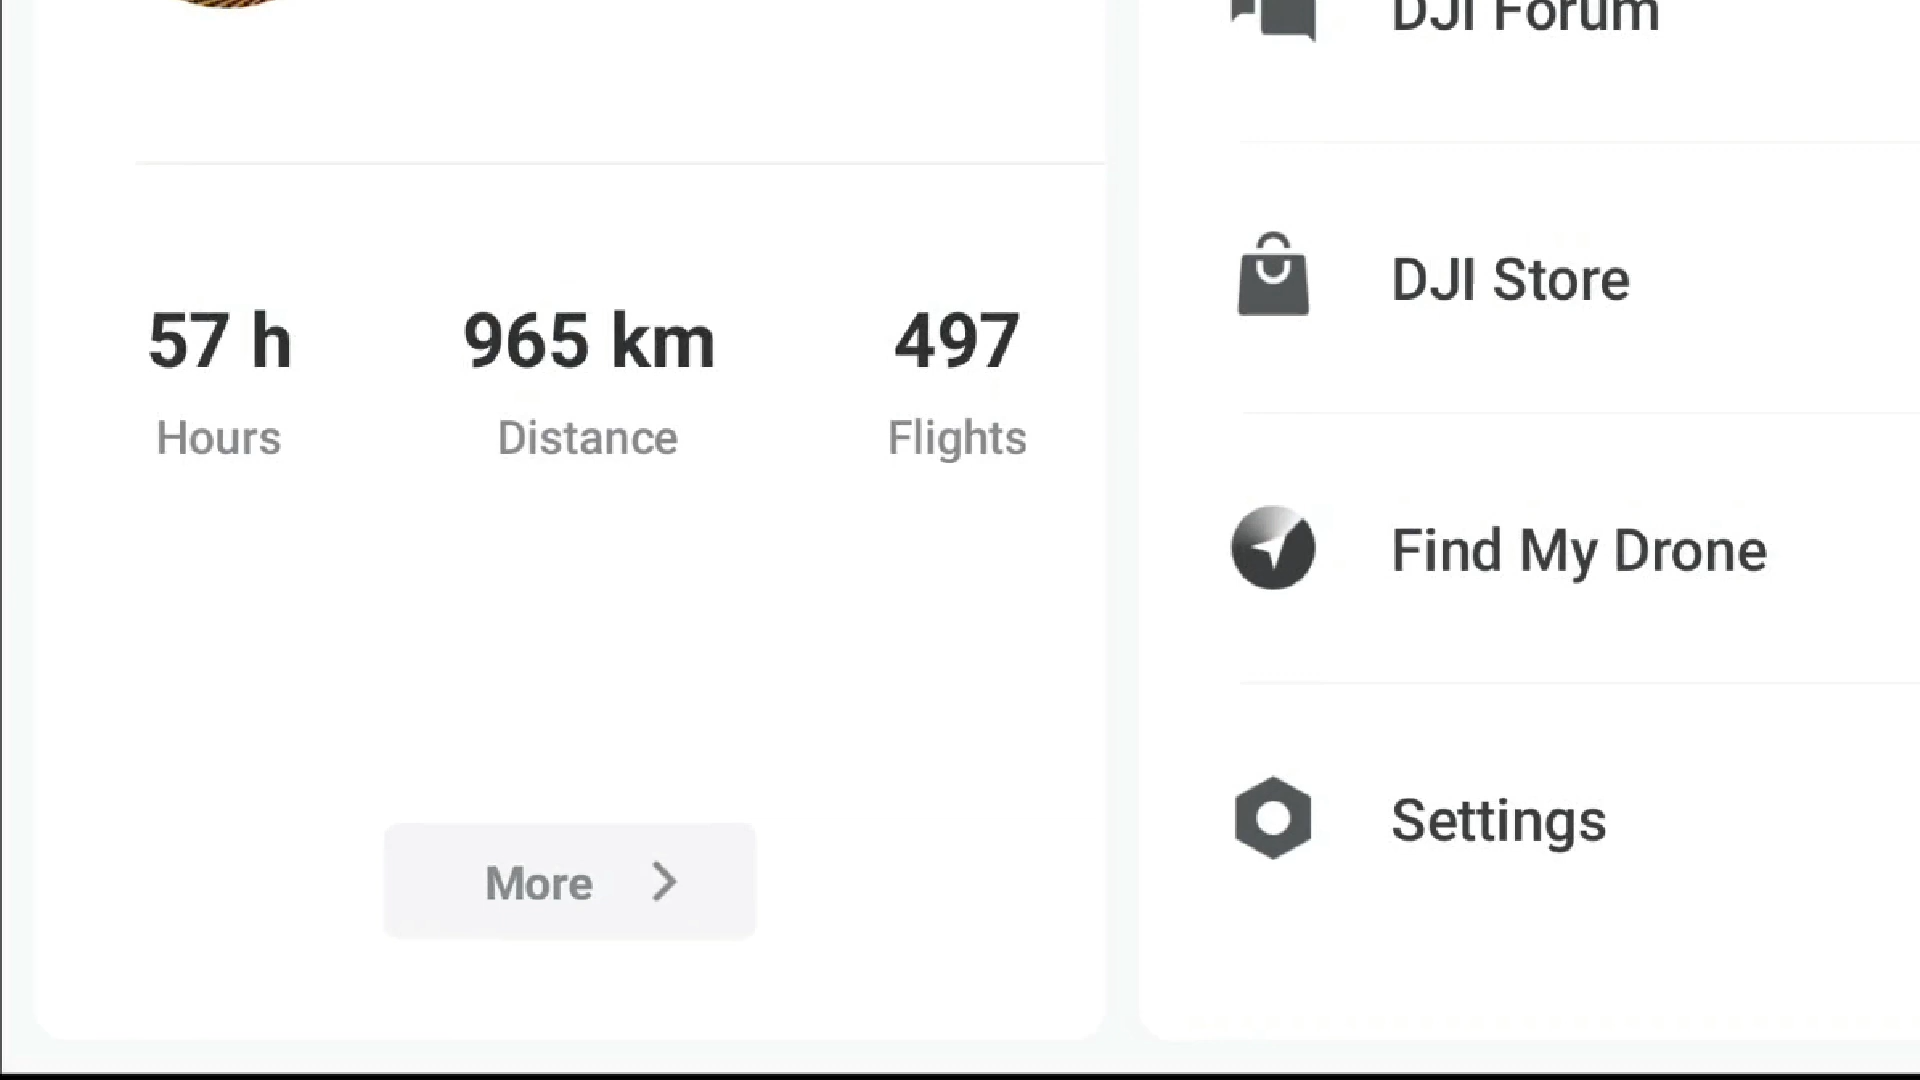 DJI Forum
57 h
965 km
497
Hours
Distance
Flights
More
DJI Store
Find My Drone
Settings